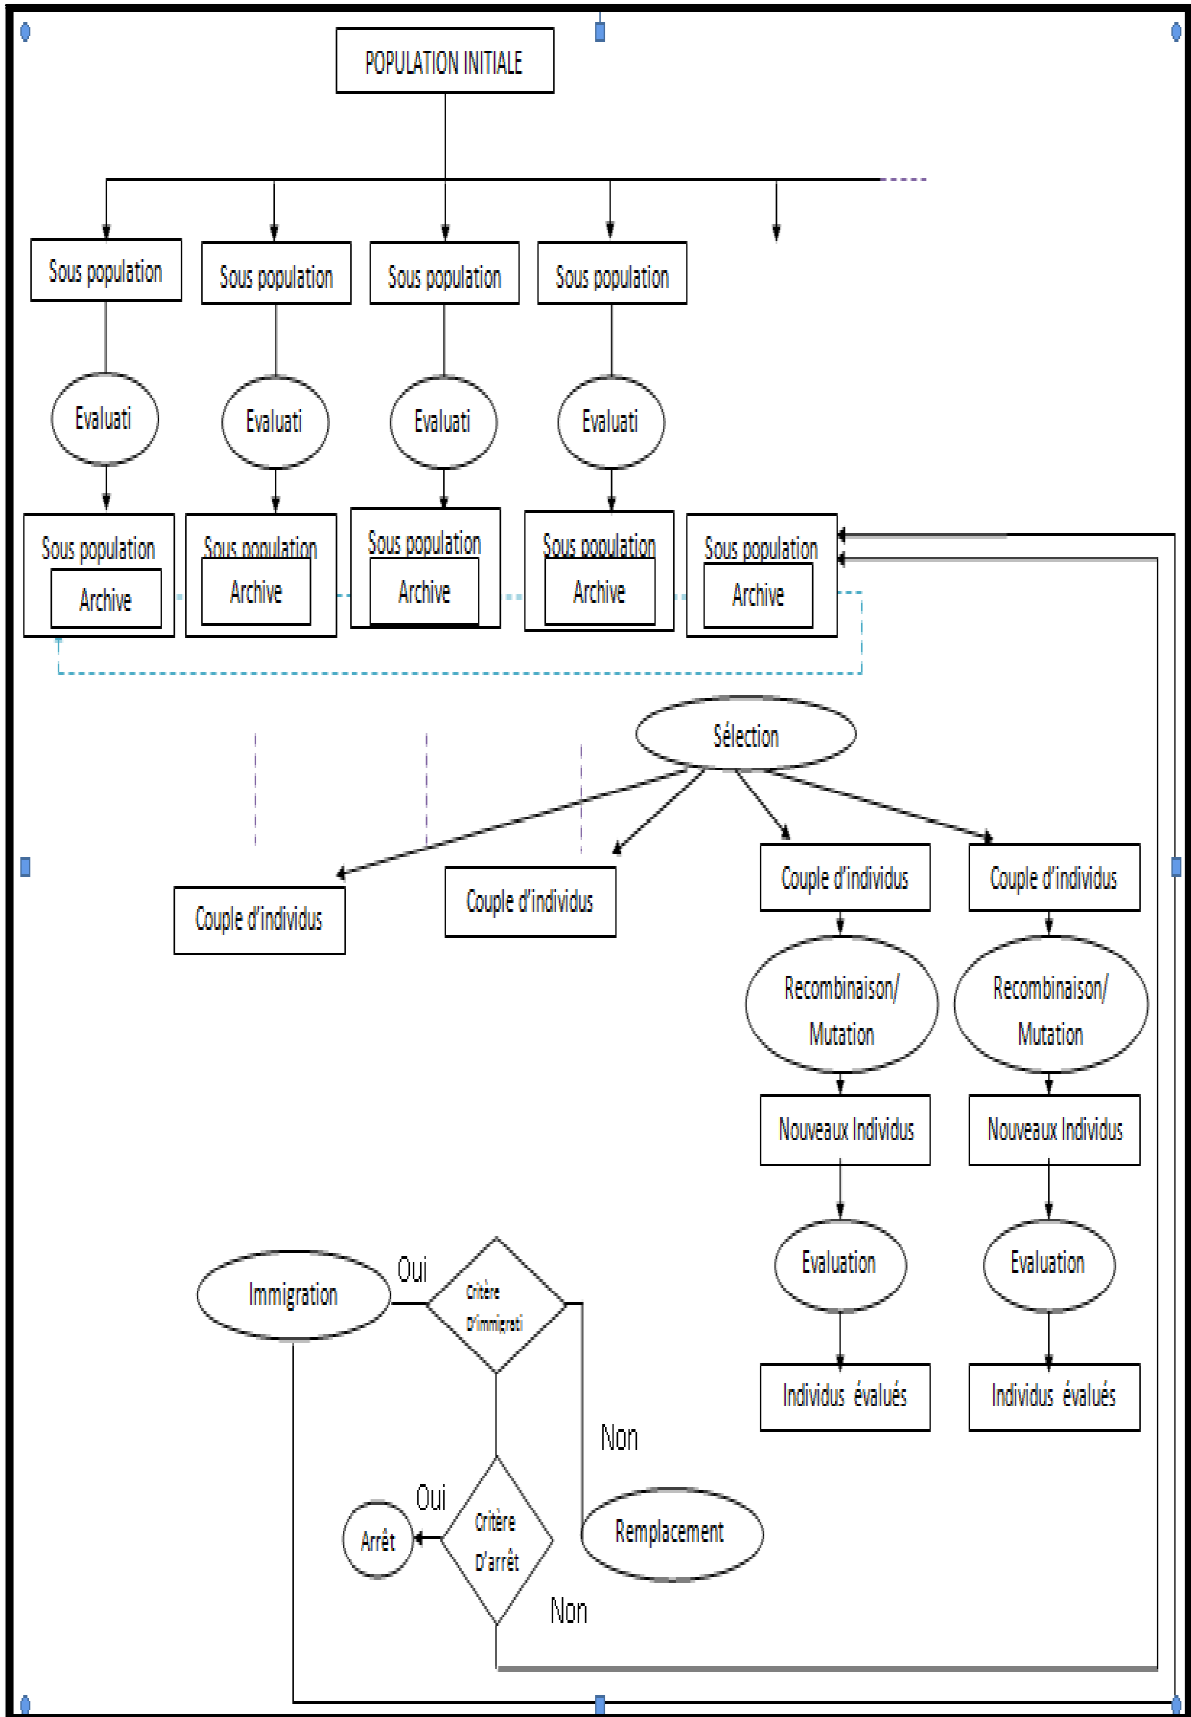 POPULATION INITIALE
Sous population
Sous population
Sous population
Sous population
Evaluati
Evaluati
Evaluati
Evaluati
Sous population
Archive
Sous population
Archive
Sous population
Archive
Sous population
Archive
Sous population
Archive
Sélection
Couple d'individus
Couple d'individus
Couple d'individus
Couple d'individus
Recombinaison/
Mutation
Recombinaison/
Mutation
Nouveaux Individus
Nouveaux Individus
Evaluation
Evaluation
Individus évalués
Individus évalués
Immigration
Oui
Critère
D'immigrati
Non
Oui
Arrêt
Critère
D'arrêt
Remplacement
Non